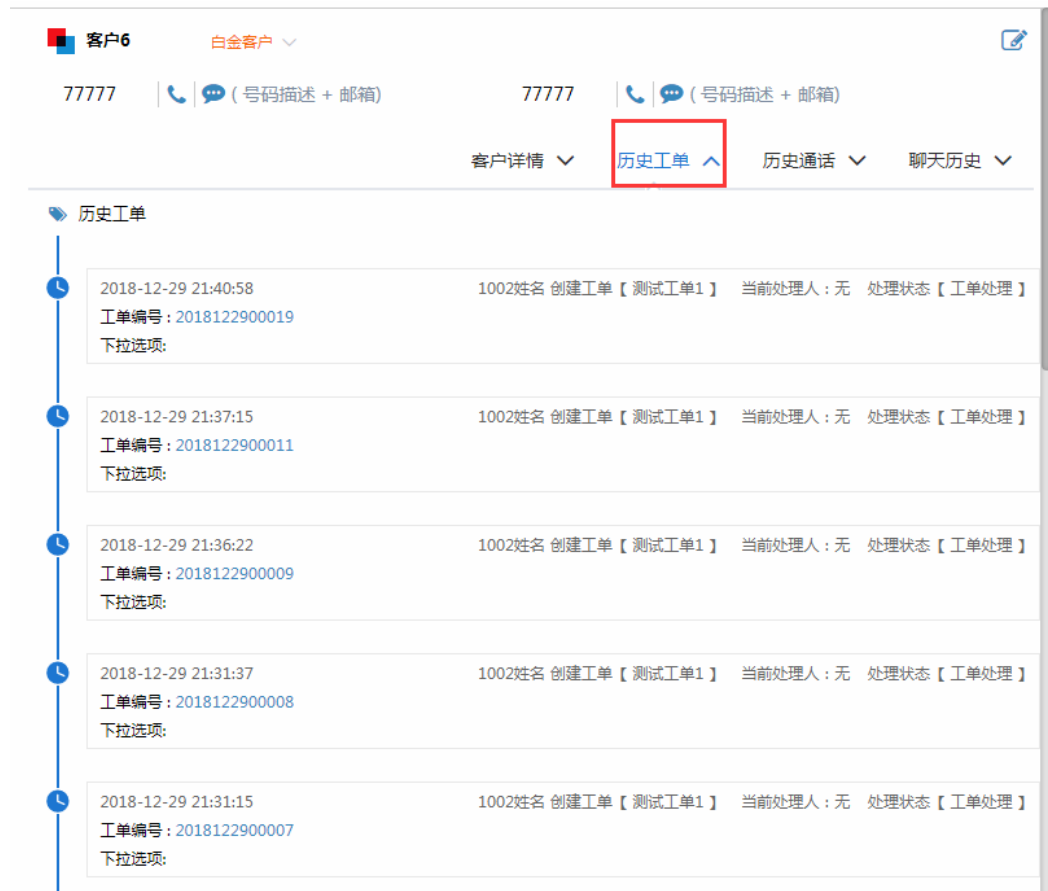 客户6 白金客户
77777 ( 号码描述 + 邮箱) 77777 ( 号码描述 + 邮箱)
客户详情 历史工单 历史通话 聊天历史
历史工单
2018-12-29 21:40:58 1002姓名 创建工单【 测试工单1 】 当前处理人：无 处理状态【 工单处理 】
工单编号：2018122900019
下拉选项:
2018-12-29 21:37:15 1002姓名 创建工单【 测试工单1 】 当前处理人：无 处理状态【 工单处理 】
工单编号：2018122900011
下拉选项:
2018-12-29 21:36:22 1002姓名 创建工单【 测试工单1 】 当前处理人：无 处理状态【 工单处理 】
工单编号：2018122900009
下拉选项:
2018-12-29 21:31:37 1002姓名 创建工单【 测试工单1 】 当前处理人：无 处理状态【 工单处理 】
工单编号：2018122900008
下拉选项:
2018-12-29 21:31:15 1002姓名 创建工单【 测试工单1 】 当前处理人：无 处理状态【 工单处理 】
工单编号：2018122900007
下拉选项: